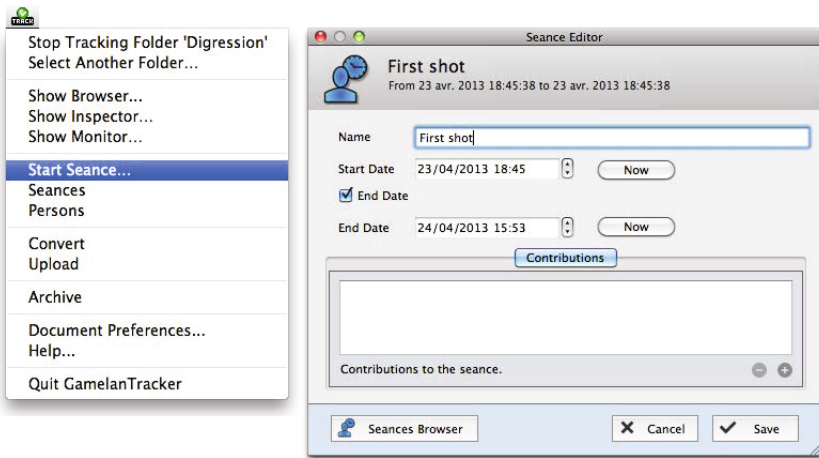 TRACK
Stop Tracking Folder 'Digression'
Select Another Folder...
Show Browser...
Show Inspector...
Show Monitor...
Start Seance...
Seances
Persons
Convert
Upload
Archive
Document Preferences...
Help...
Quit GamelanTracker
Seance Editor
First shot
From 23 avr. 2013 18:45:38 to 23 avr. 2013 18:45:38
Name First shot
Start Date 23/04/2013 18:45 Now
End Date
End Date 24/04/2013 15:53 Now
Contributions
Contributions to the seance.
Seances Browser Cancel Save